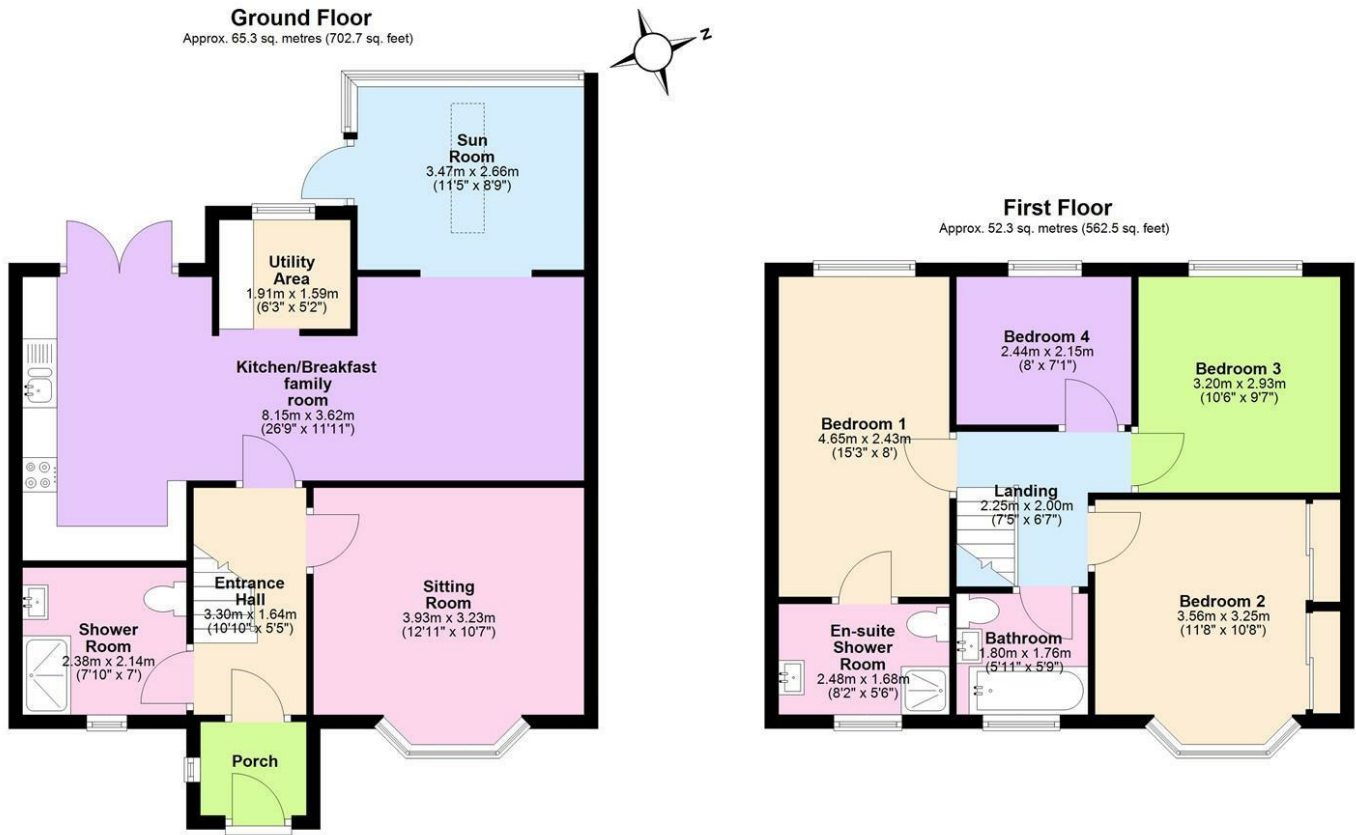 Ground Floor
Approx. 65.3 sq. metres (702.7 sq. feet)
Z
Sun
Room
3.47m x 2.66m
(11'5" x 8'9")
Utility
Area
1.91m x 1.59m
(6'3" x 5'2")
Kitchen/Breakfast
family
room
8.15m x 3.62m
(26'9" x 11'11")
Entrance
Hall
3.30m x 1.64m
(10'10" x 5'5")
Sitting
Room
3.93m x 3.23m
(12'11" x 10'7")
Shower
Room
2.38m x 2.14m
(7'10" x 7')
Porch
First Floor
Approx. 52.3 sq. metres (562.5 sq. feet)
Bedroom 4
2.44m x 2.15m
(8' x 7'1")
Bedroom 3
3.20m x 2.93m
(10'6" x 9'7")
Bedroom 1
4.65m x 2.43m
(15'3" x 8')
Landing
2.25m x 2.00m
(7'5" x 6'7")
Bedroom 2
3.56m x 3.25m
(11'8" x 10'8")
En-suite
Shower
Room
2.48m x 1.68m
(8'2" x 5'6")
Bathroom
1.80m x 1.76m
(5'11" x 5'9")